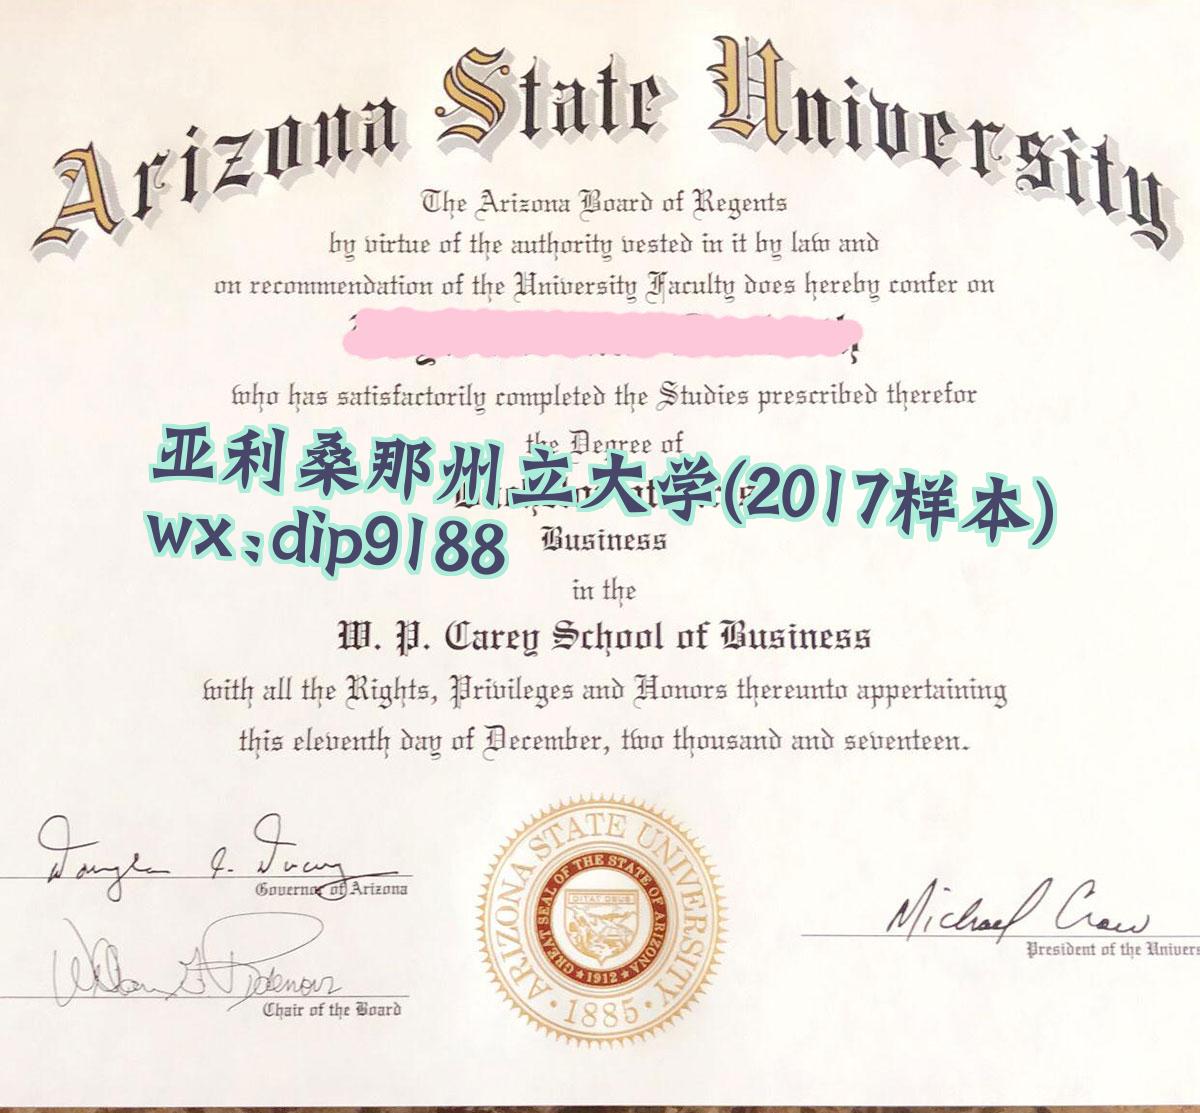 Arizona State University
The Arizona Board of Regents
by virtue of the authority vested in it by law and
on recommendation of the University Faculty does hereby confer on
who has satisfactorily completed the Studies prescribed therefor
the Degree of
亚利桑那州立大学(2017样本)
wx:dip9188
Business
in the
W. P. Carey School of Business
with all the Rights, Privileges and Honors thereunto appertaining
this eleventh day of December, two thousand and seventeen.
ARIZONA STATE UNIVERSITY
GREAT SEAL OF THE STATE OF ARIZONA
DITAT DEUS
1912
1885
Governor of Arizona
Michael Crow
President of the Univers
Chair of the Board